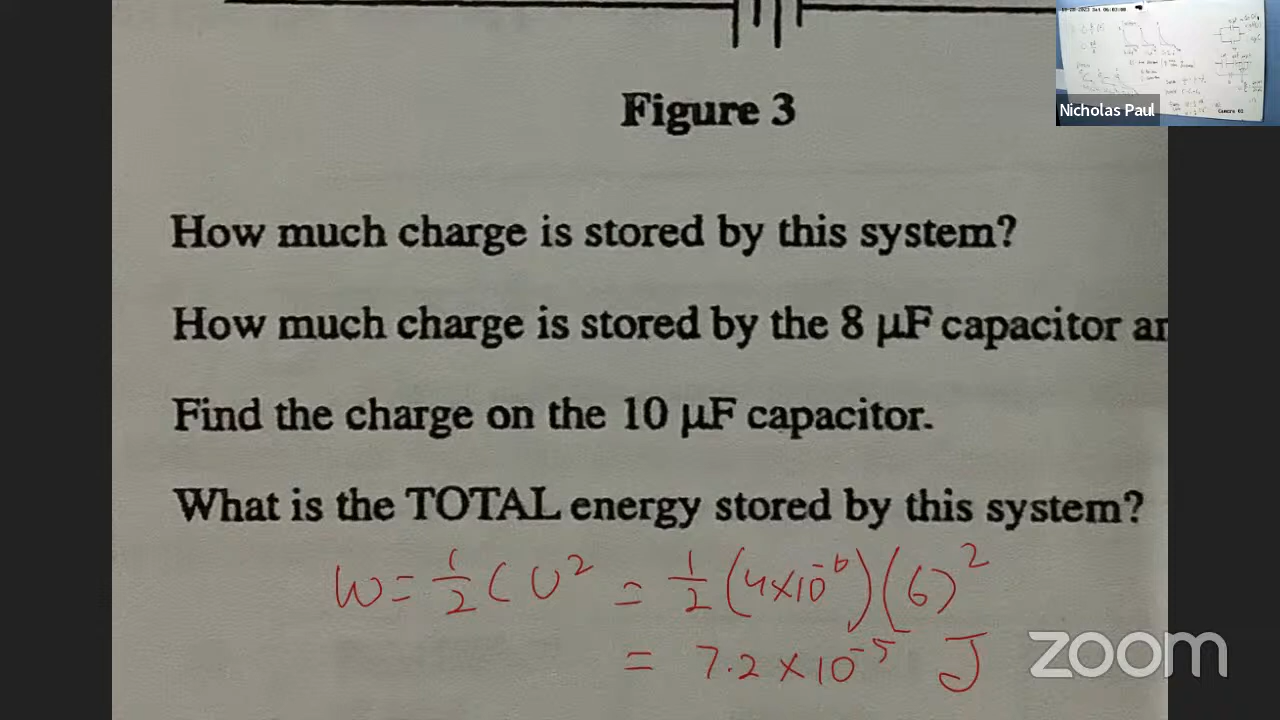 Figure 3
Nicholas Paul
How much charge is stored by this system?
How much charge is stored by the 8 µF capacitor ar
Find the charge on the 10 µF capacitor.
What is the TOTAL energy stored by this system?
W = 1/2 C V² = 1/2 (4×10⁻⁶)(6)²
= 7.2 × 10⁻⁵ J
zoom